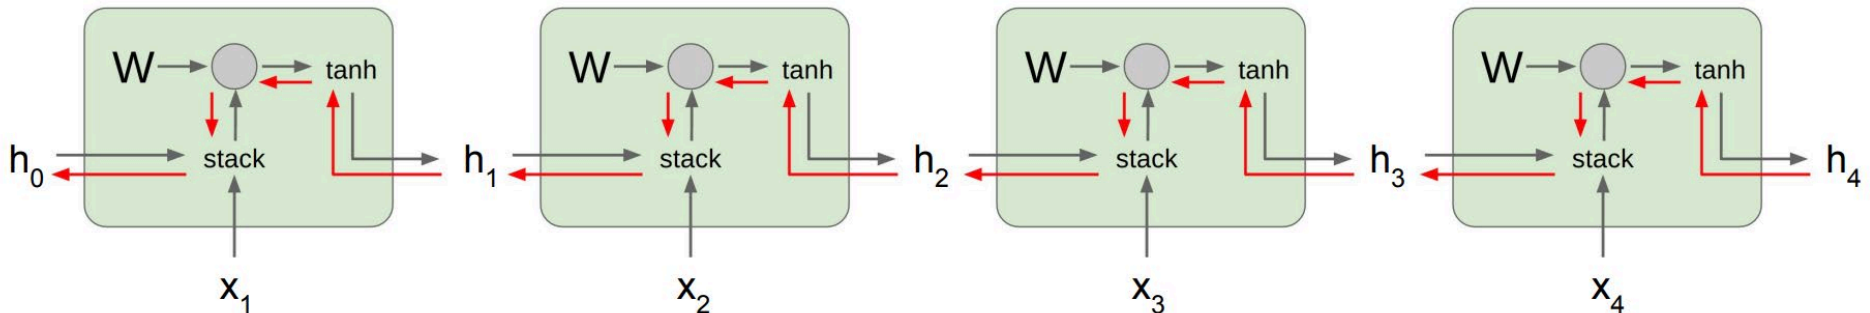 W tanh W tanh W tanh W tanh
h₀ stack h₁ stack h₂ stack h₃ stack h₄
x₁ x₂ x₃ x₄